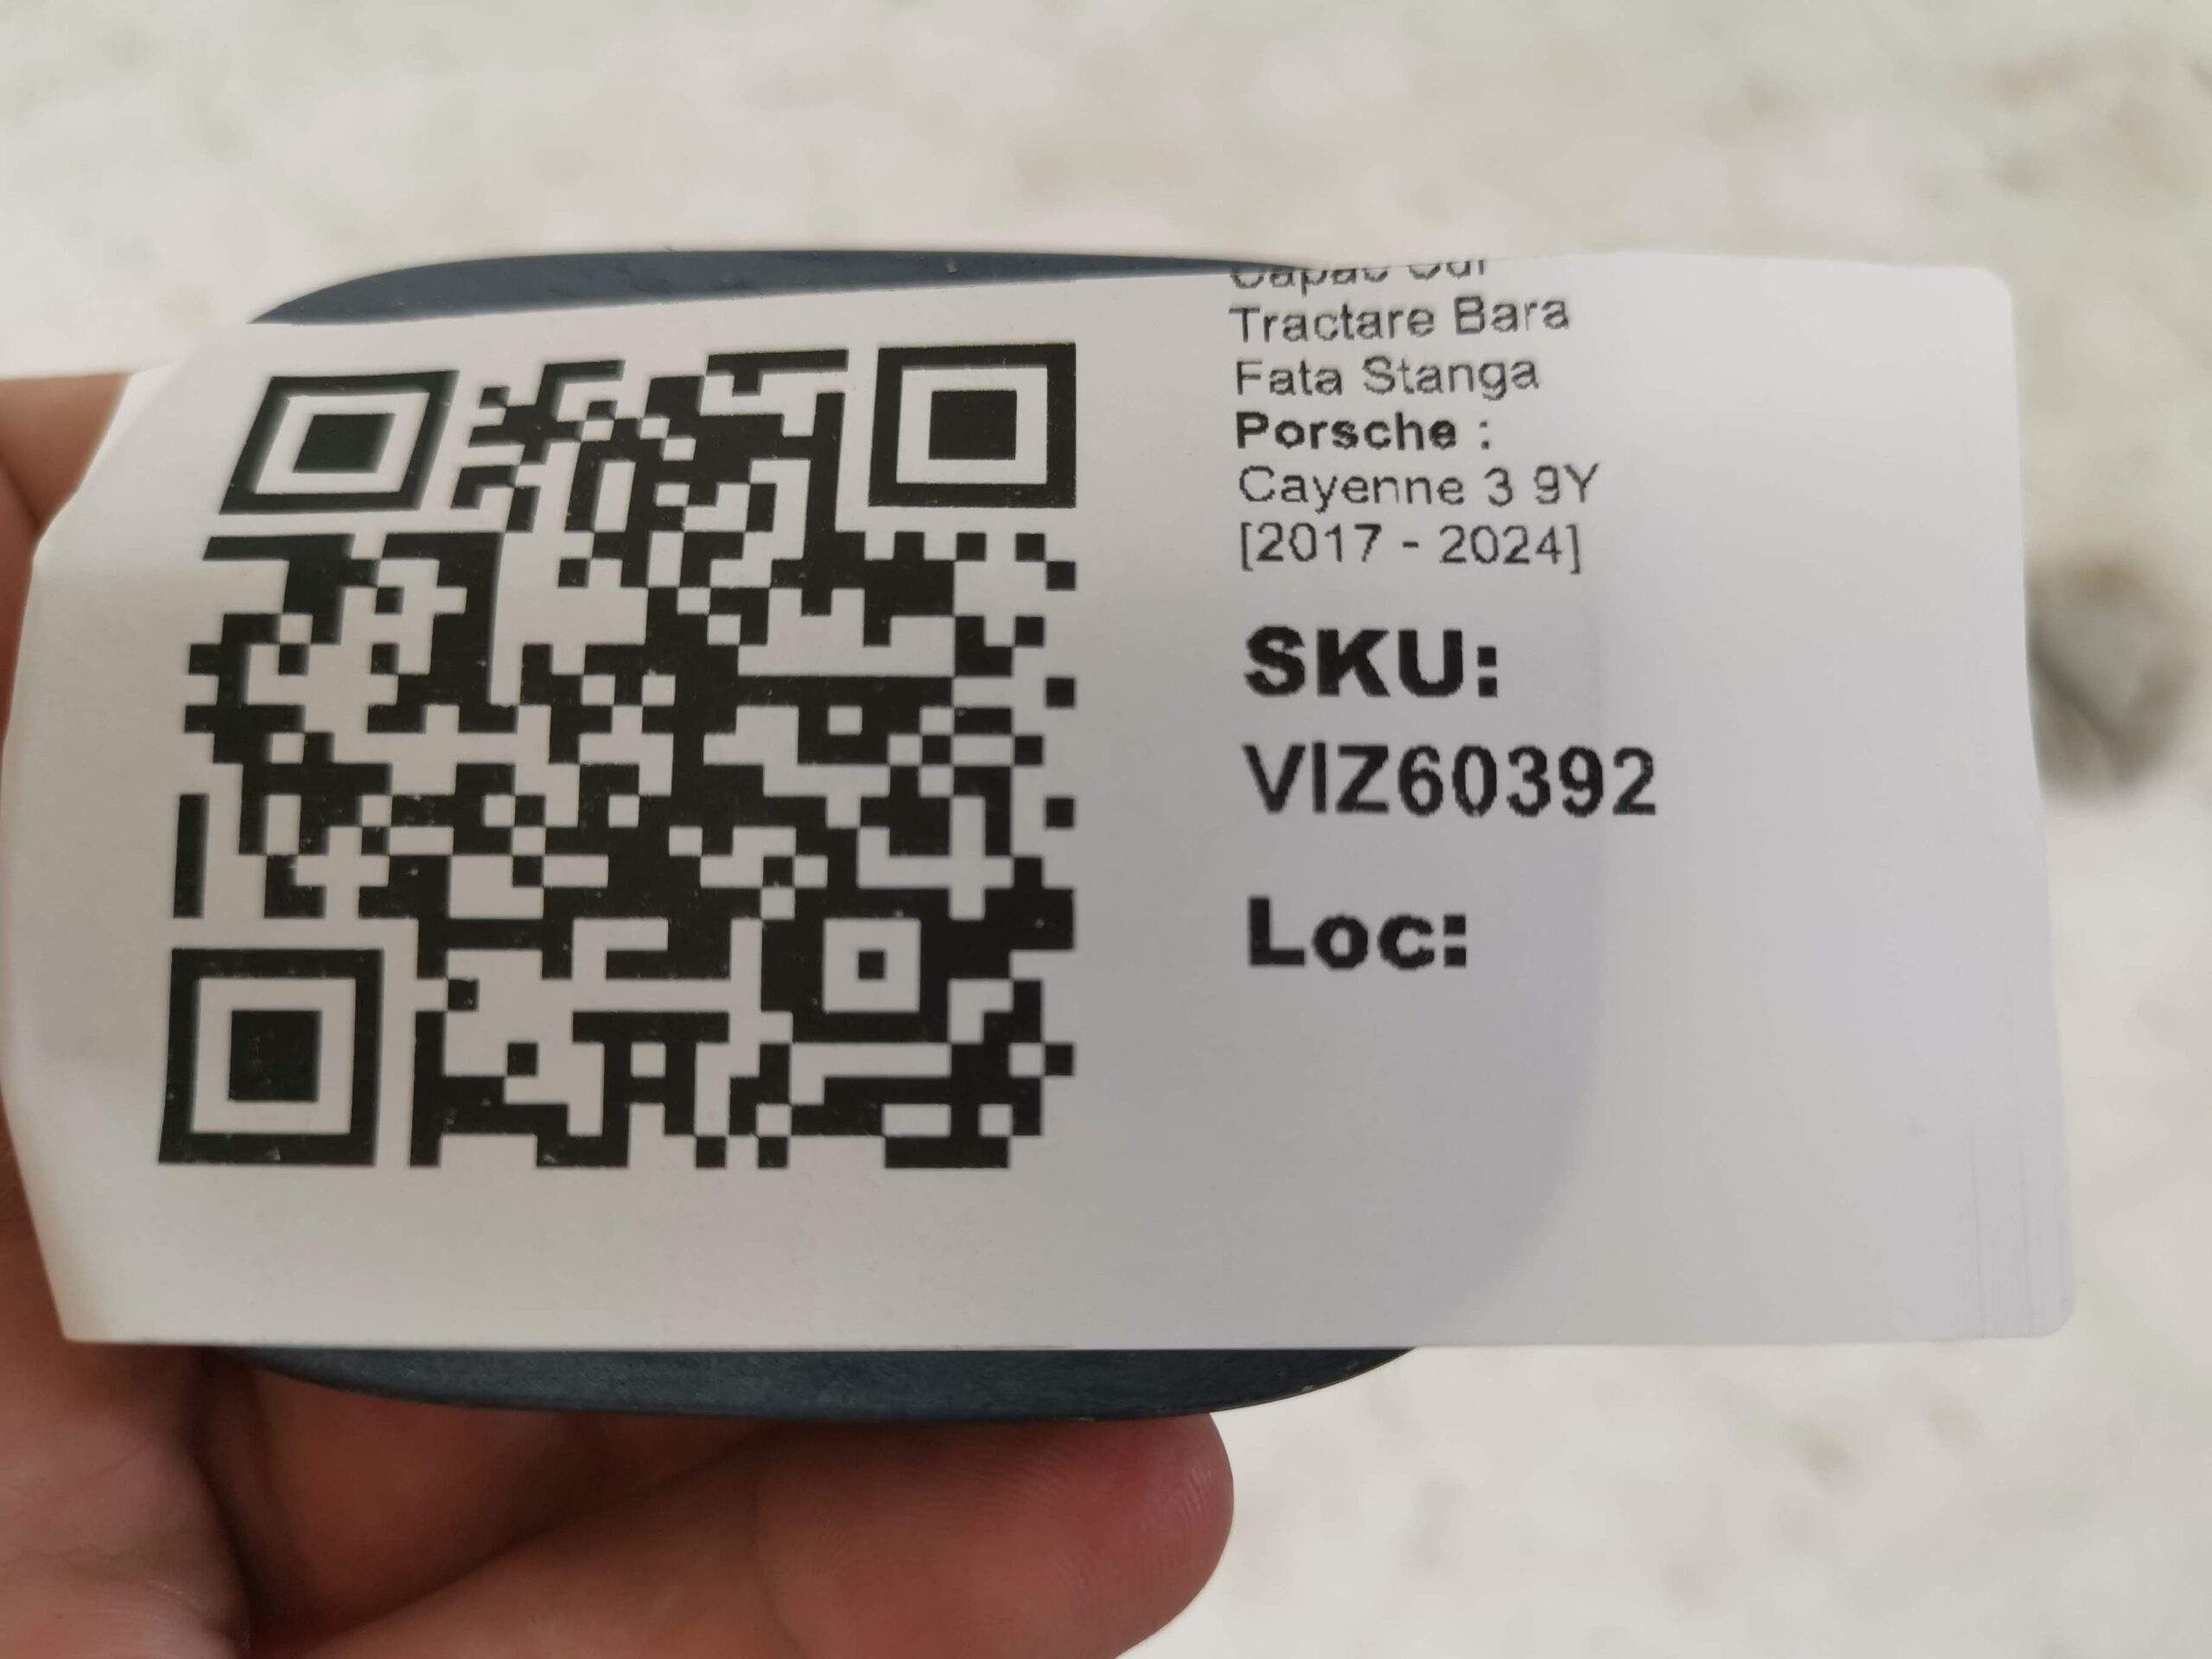 Tractare Bara
Fata Stanga
Porsche :
Cayenne 3 9Y
[2017 - 2024]
SKU:
VIZ60392
Loc: